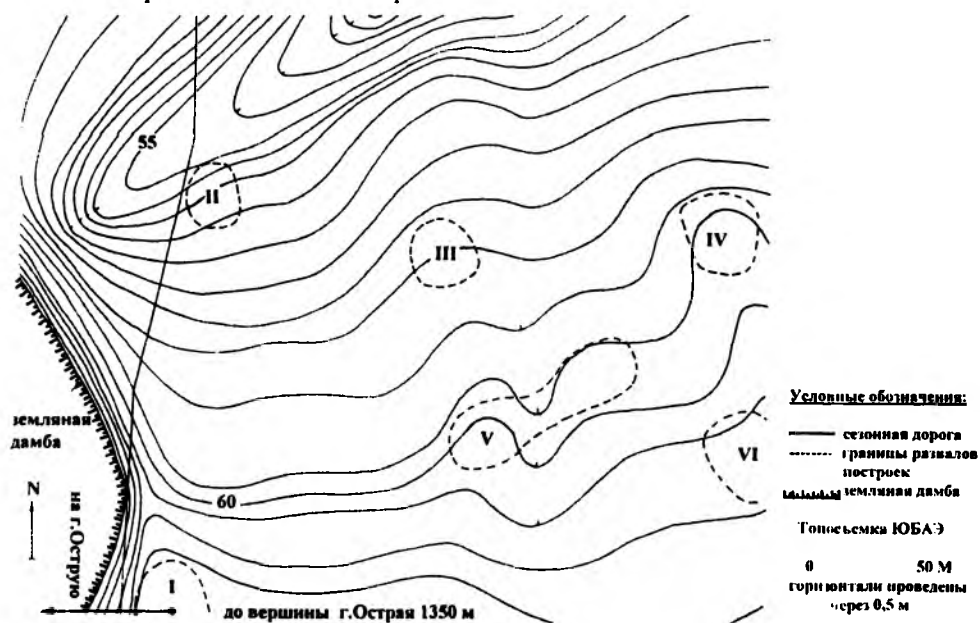 55
II
III
IV
земляная
дамба
V
VI
N
60
на г.Острую
I
до вершины г.Острая 1350 м
Условные обозначения:
сезонная дорога
границы развалов
построек
земляная дамба
Топосъемка ЮБАЭ
0 50 М
горизонтали проведены
через 0,5 м